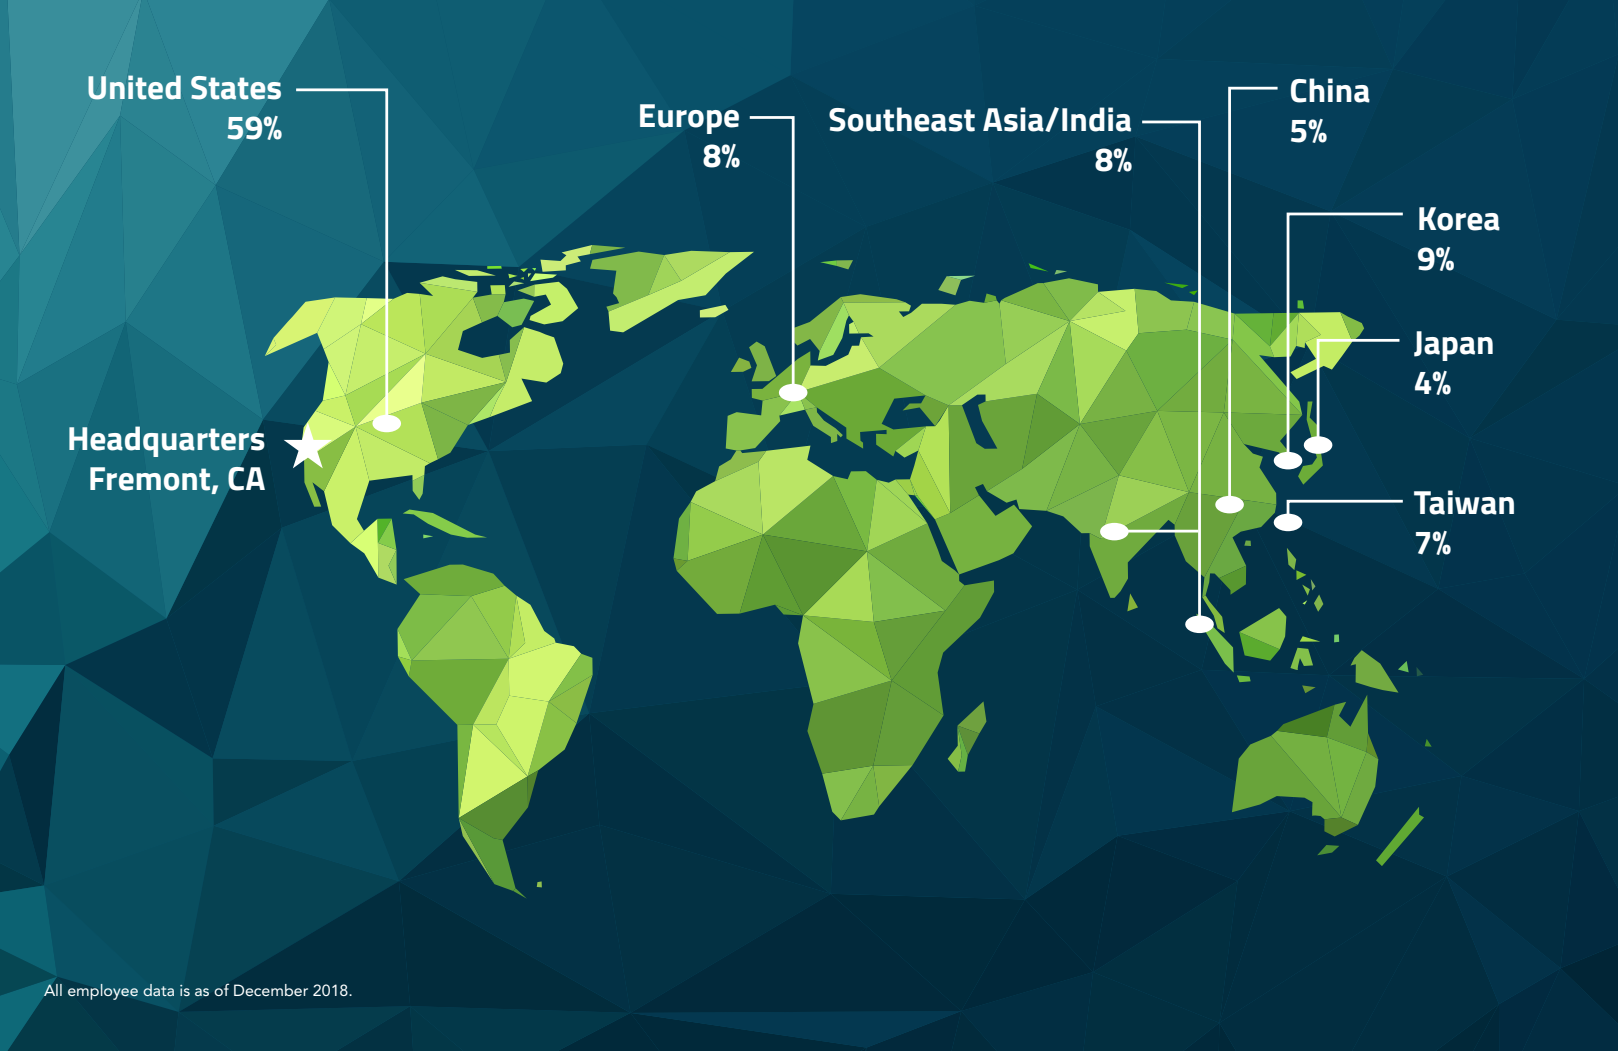 United States
59%
Europe
8%
Southeast Asia/India
8%
China
5%
Korea
9%
Japan
4%
Headquarters
Fremont, CA
Taiwan
7%
All employee data is as of December 2018.